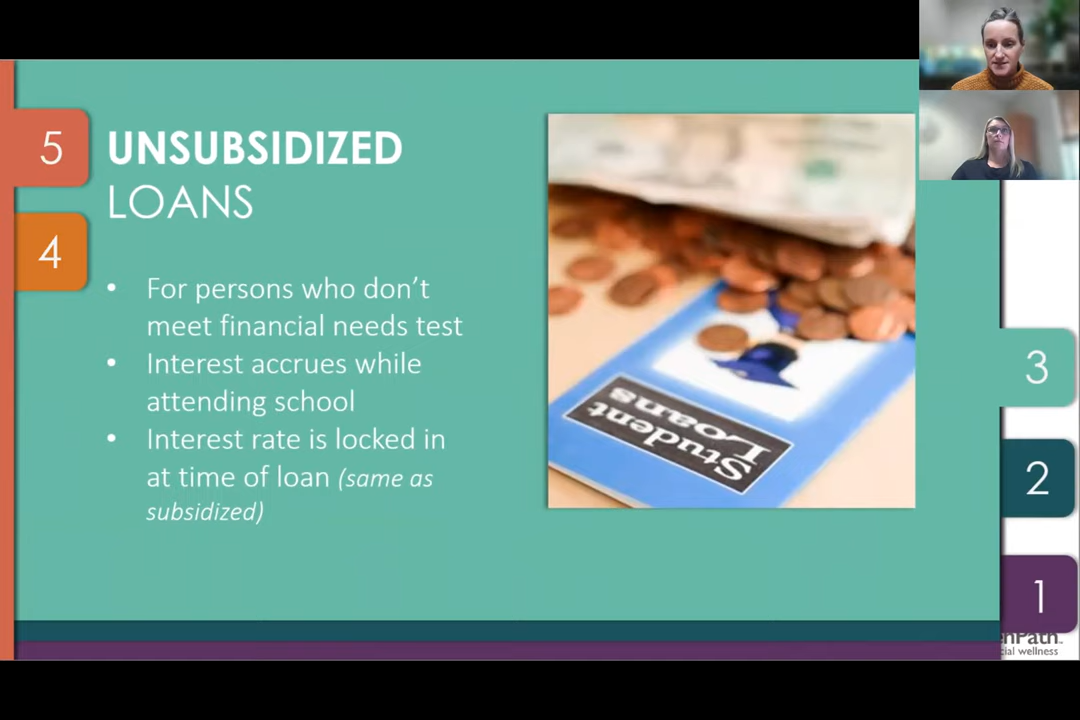 5
UNSUBSIDIZED
LOANS
4
• For persons who don’t
meet financial needs test
• Interest accrues while
attending school
• Interest rate is locked in
at time of loan (same as
subsidized)
Student
Loans
3
2
1
enPath
cial wellness